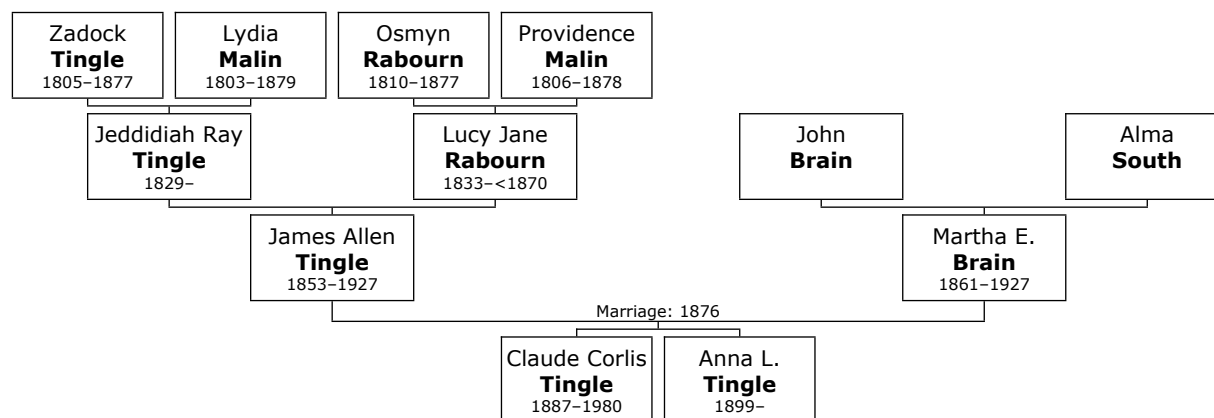 Zadock
Tingle
1805–1877
Lydia
Malin
1803–1879
Osmyn
Rabourn
1810–1877
Providence
Malin
1806–1878
Jeddidiah Ray
Tingle
1829–
Lucy Jane
Rabourn
1833–<1870
John
Brain
Alma
South
James Allen
Tingle
1853–1927
Martha E.
Brain
1861–1927
Marriage: 1876
Claude Corlis
Tingle
1887–1980
Anna L.
Tingle
1899–